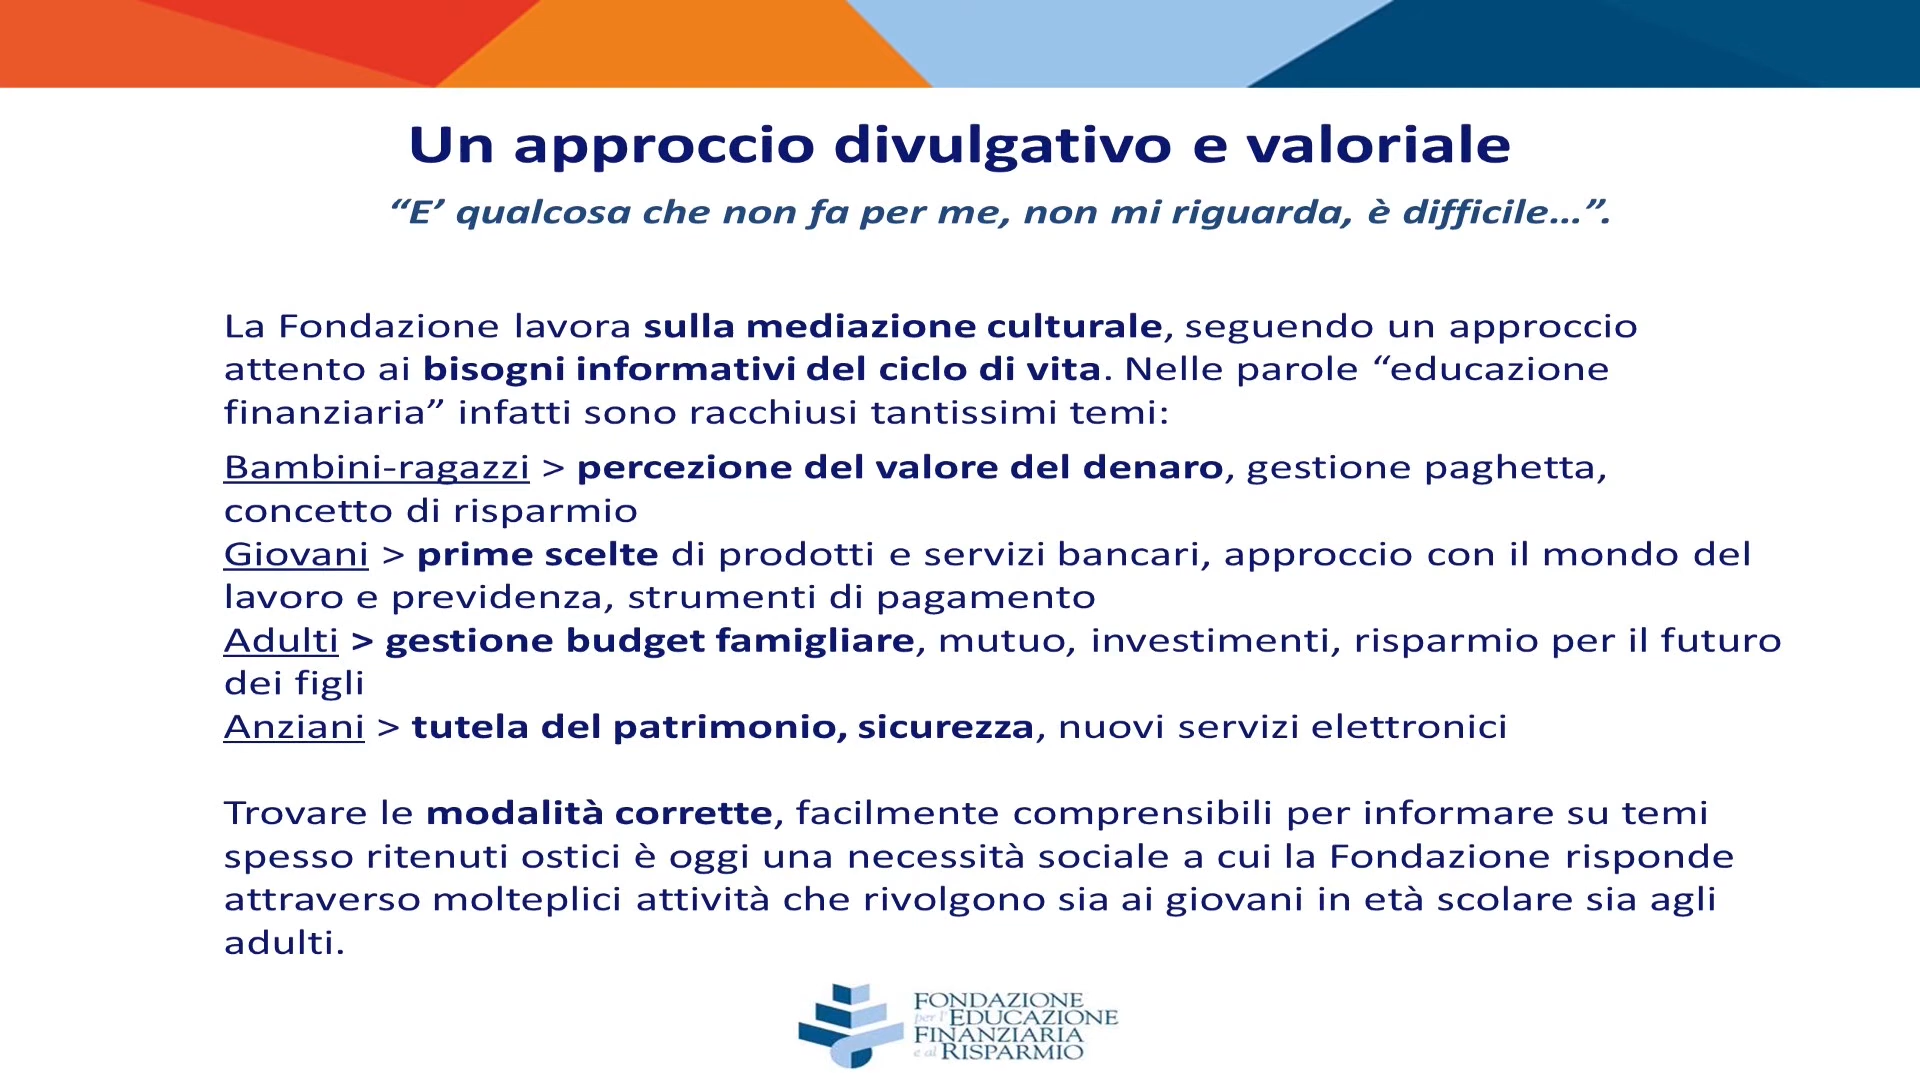 Un approccio divulgativo e valoriale
“E’ qualcosa che non fa per me, non mi riguarda, è difficile…”.
La Fondazione lavora sulla mediazione culturale, seguendo un approccio
attento ai bisogni informativi del ciclo di vita. Nelle parole “educazione
finanziaria” infatti sono racchiusi tantissimi temi:
Bambini-ragazzi > percezione del valore del denaro, gestione paghetta,
concetto di risparmio
Giovani > prime scelte di prodotti e servizi bancari, approccio con il mondo del
lavoro e previdenza, strumenti di pagamento
Adulti > gestione budget famigliare, mutuo, investimenti, risparmio per il futuro
dei figli
Anziani > tutela del patrimonio, sicurezza, nuovi servizi elettronici
Trovare le modalità corrette, facilmente comprensibili per informare su temi
spesso ritenuti ostici è oggi una necessità sociale a cui la Fondazione risponde
attraverso molteplici attività che rivolgono sia ai giovani in età scolare sia agli
adulti.
FONDAZIONE
per l’EDUCAZIONE
FINANZIARIA
e al RISPARMIO